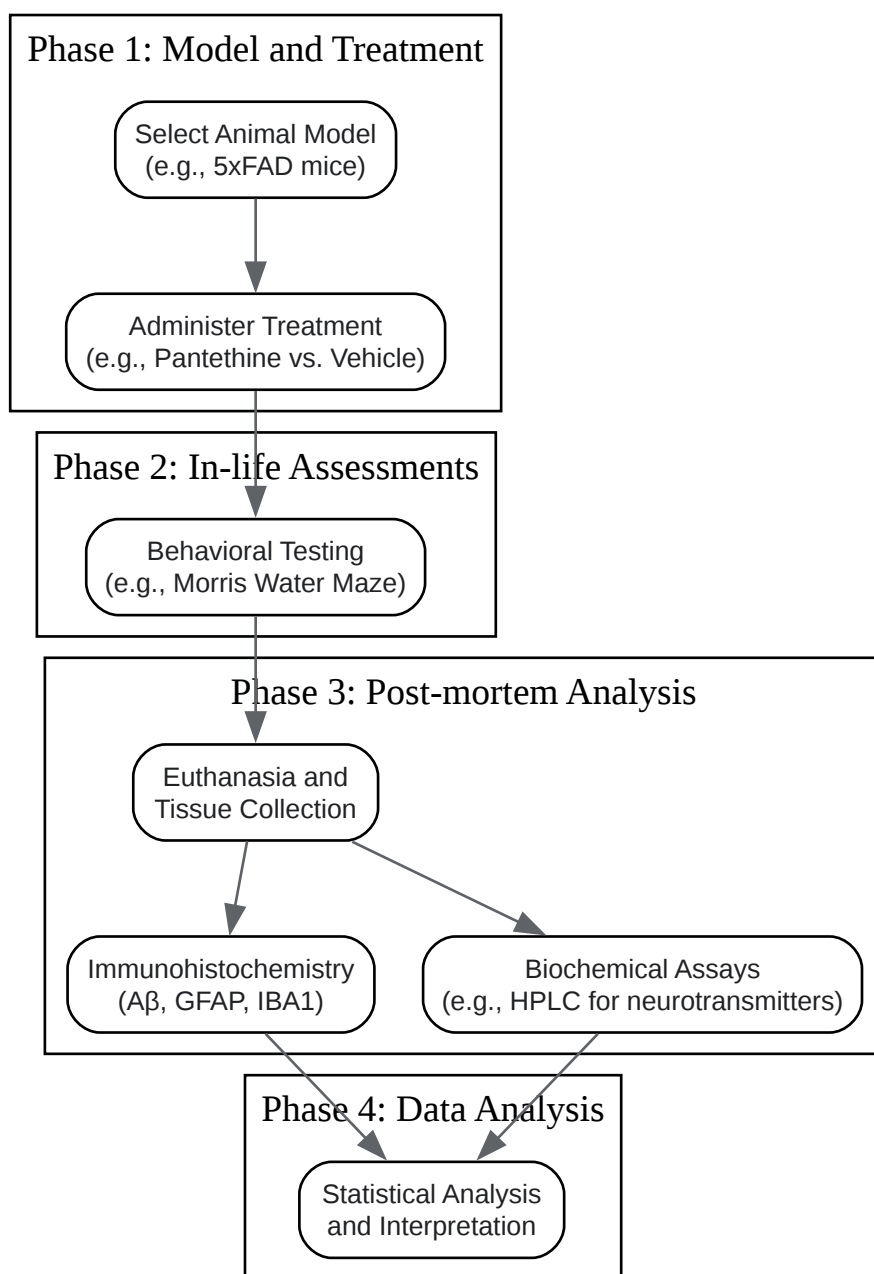 Phase 1: Model and Treatment
Select Animal Model
(e.g., 5xFAD mice)
Administer Treatment
(e.g., Pantethine vs. Vehicle)
Phase 2: In-life Assessments
Behavioral Testing
(e.g., Morris Water Maze)
Phase 3: Post-mortem Analysis
Euthanasia and
Tissue Collection
Immunohistochemistry
(Aβ, GFAP, IBA1)
Biochemical Assays
(e.g., HPLC for neurotransmitters)
Phase 4: Data Analysis
Statistical Analysis
and Interpretation